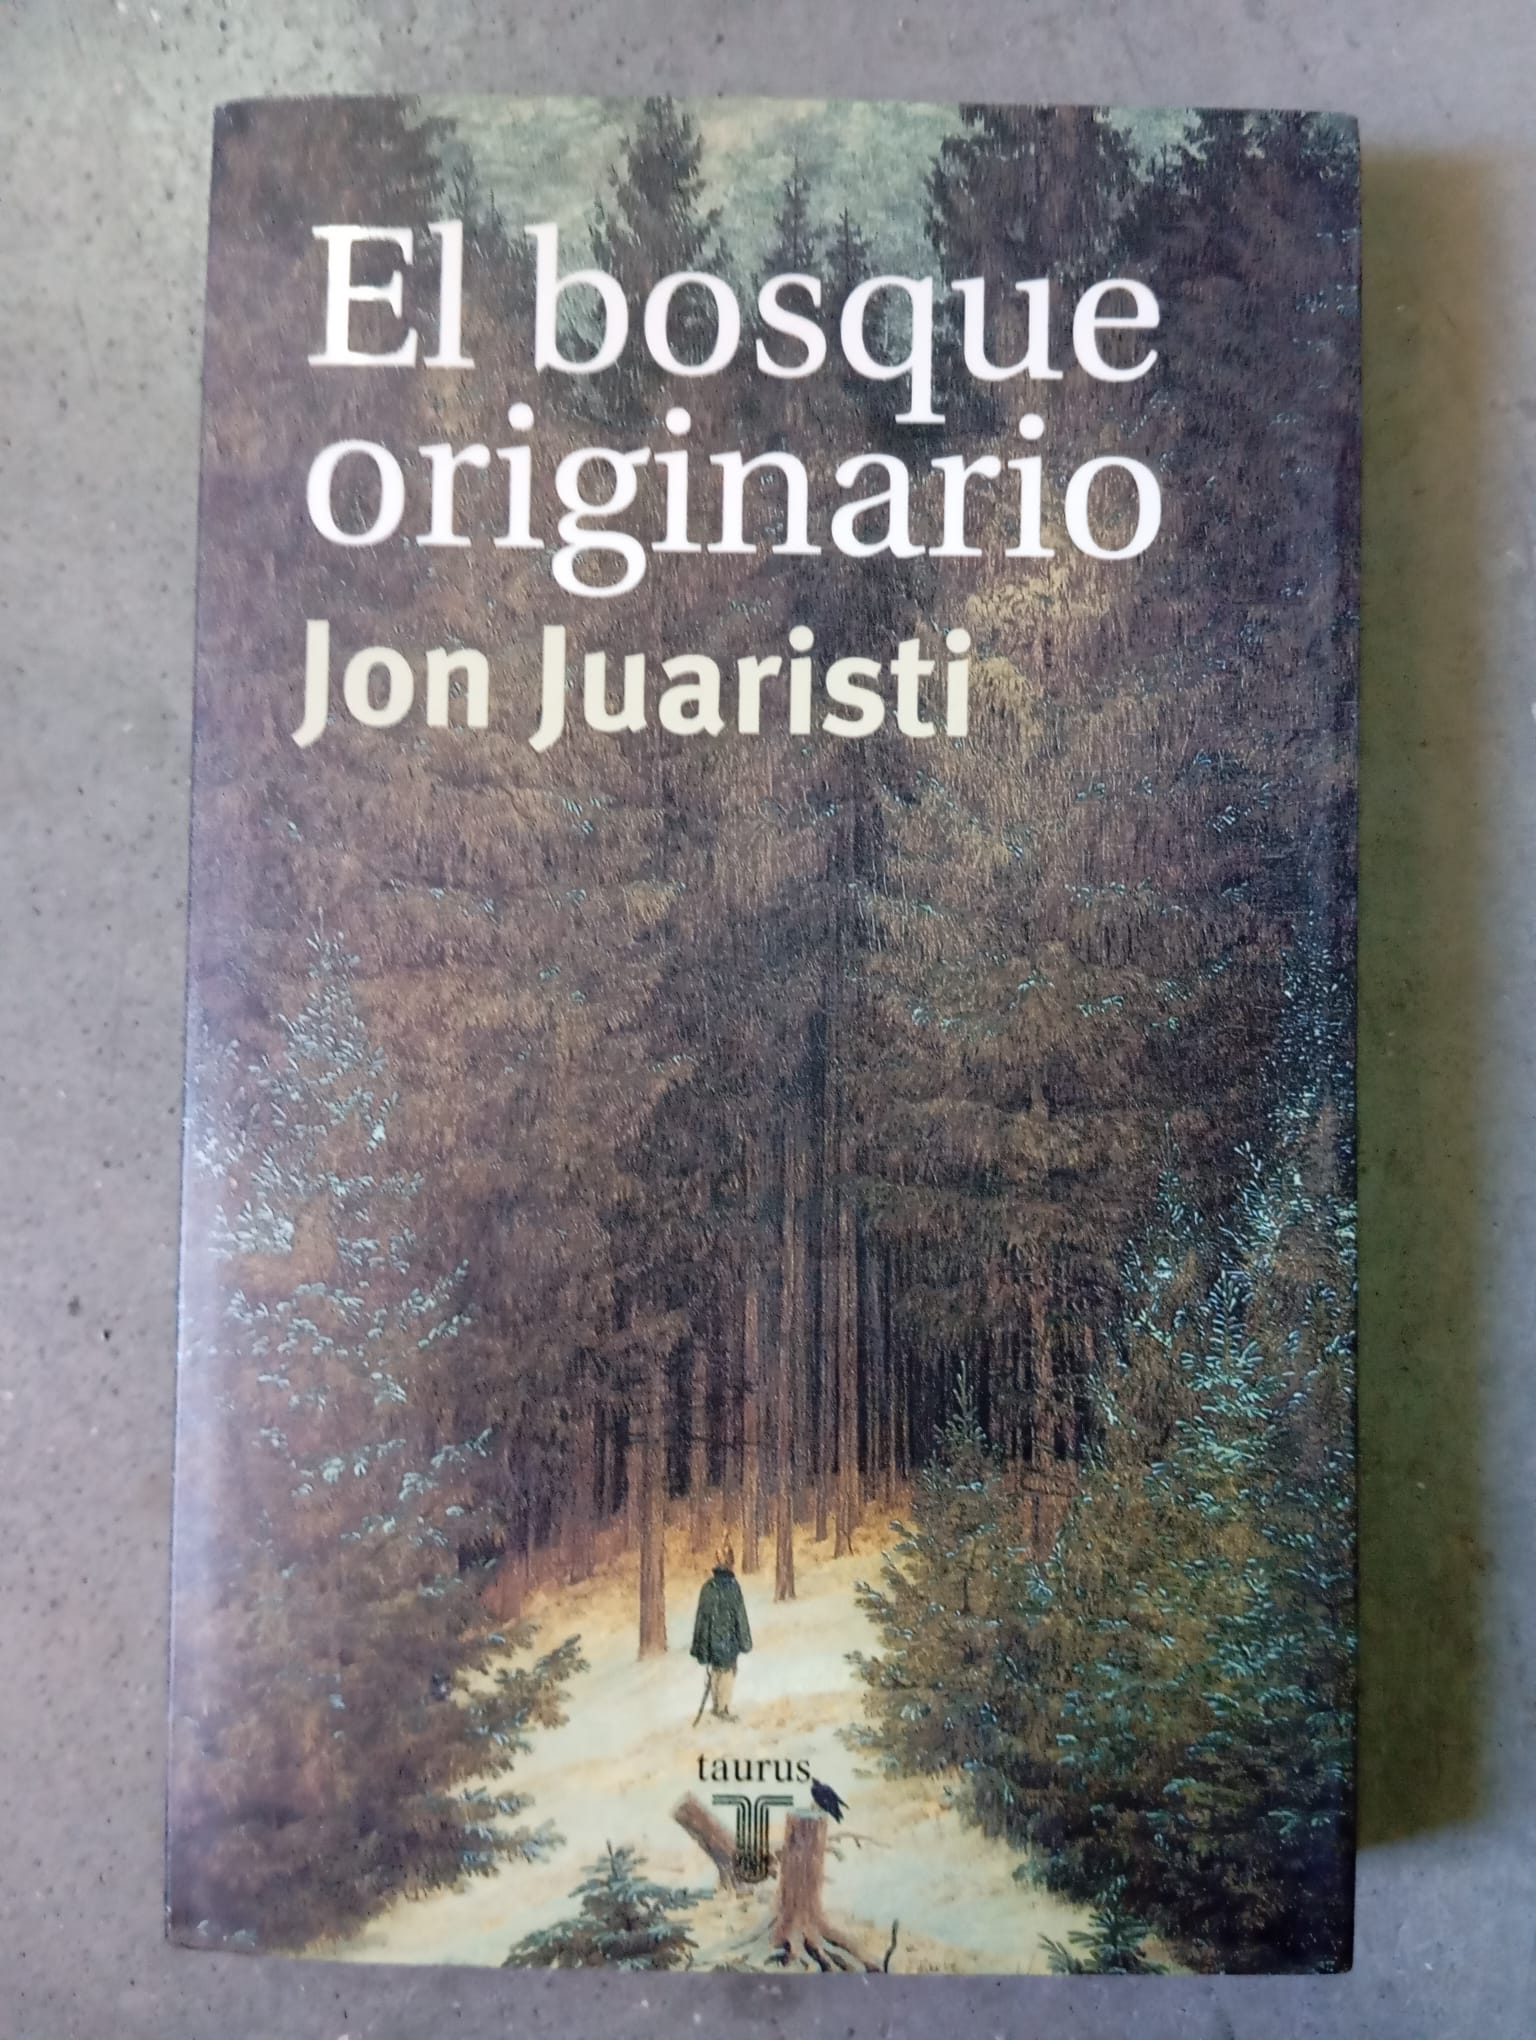 El bosque
originario
Jon Juaristi
taurus